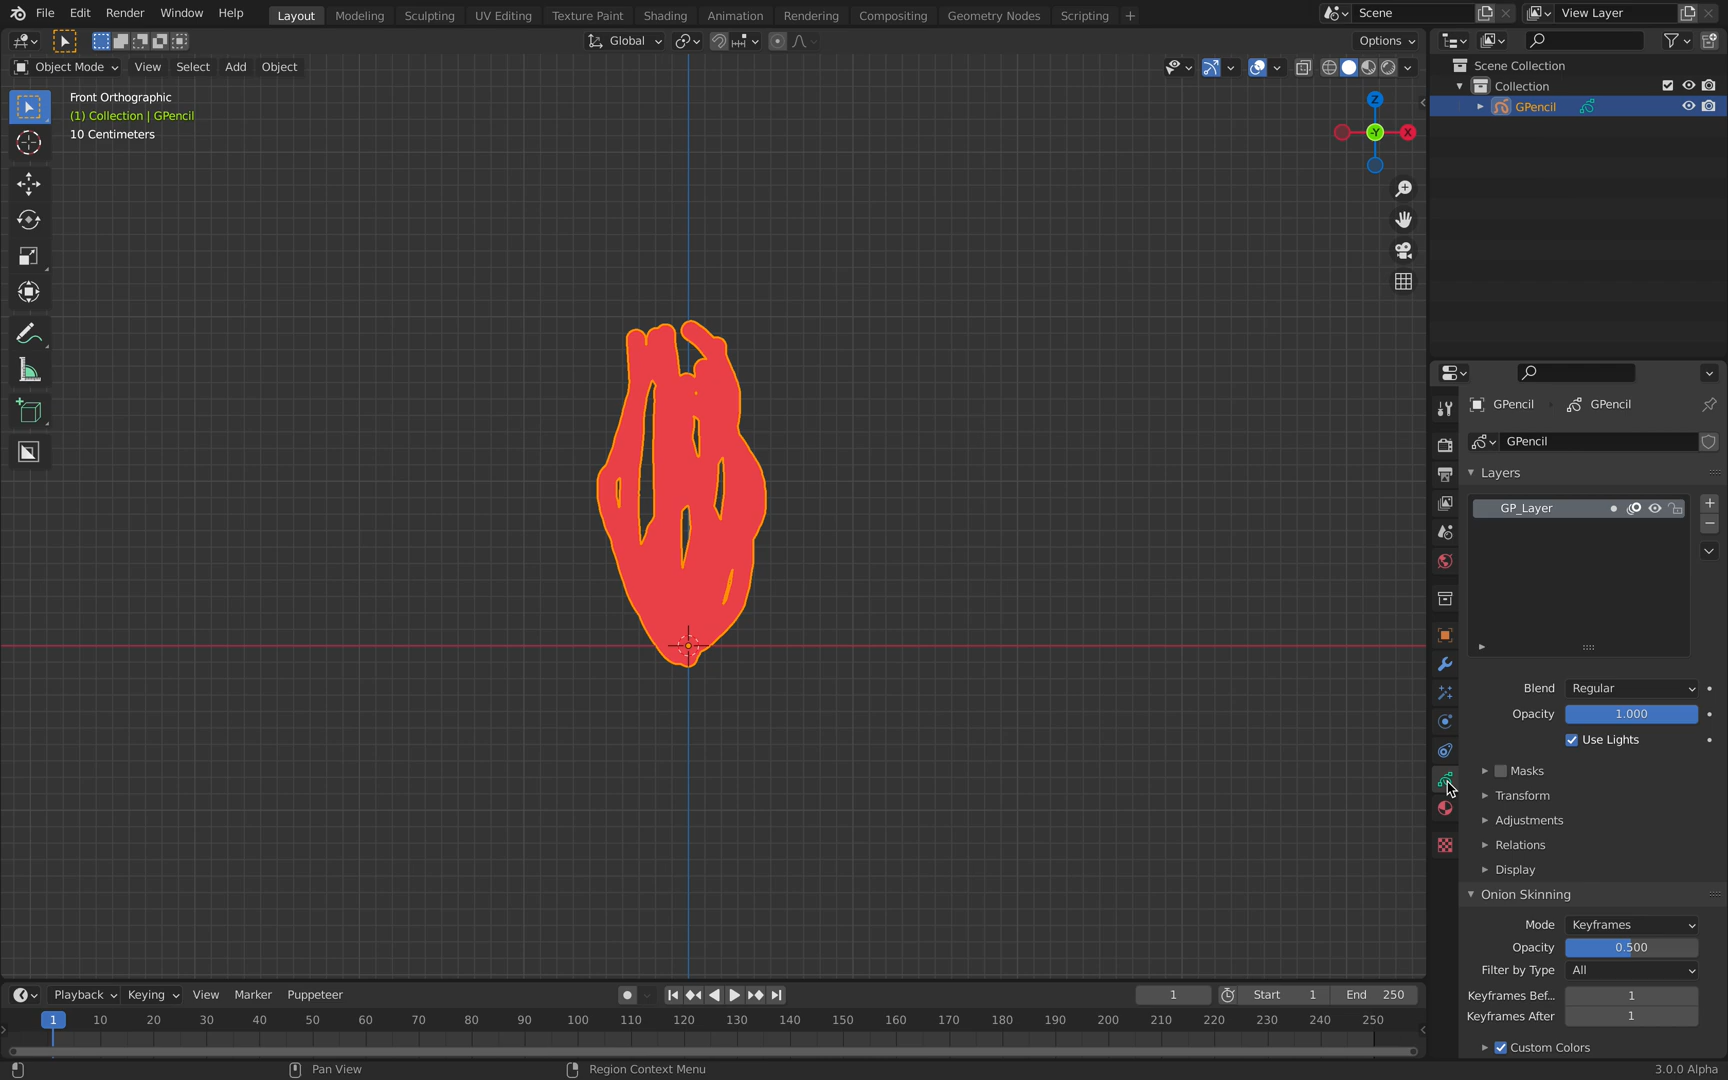 File Edit Render Window Help Layout Modeling Sculpting UV Editing Texture Paint Shading Animation Rendering Compositing Geometry Nodes Scripting + Scene View Layer
Global Options
Object Mode View Select Add Object
Front Orthographic
(1) Collection | GPencil
10 Centimeters
Z
-Y
X
Scene Collection
Collection
GPencil
GPencil GPencil
GPencil
Layers
GP_Layer
Blend Regular
Opacity 1.000
Use Lights
Masks
Transform
Adjustments
Relations
Display
Onion Skinning
Mode Keyframes
Opacity 0.500
Filter by Type All
Keyframes Bef... 1
Keyframes After 1
Custom Colors
Playback Keying View Marker Puppeteer 1 Start 1 End 250
1 10 20 30 40 50 60 70 80 90 100 110 120 130 140 150 160 170 180 190 200 210 220 230 240 250
Pan View Region Context Menu 3.0.0 Alpha